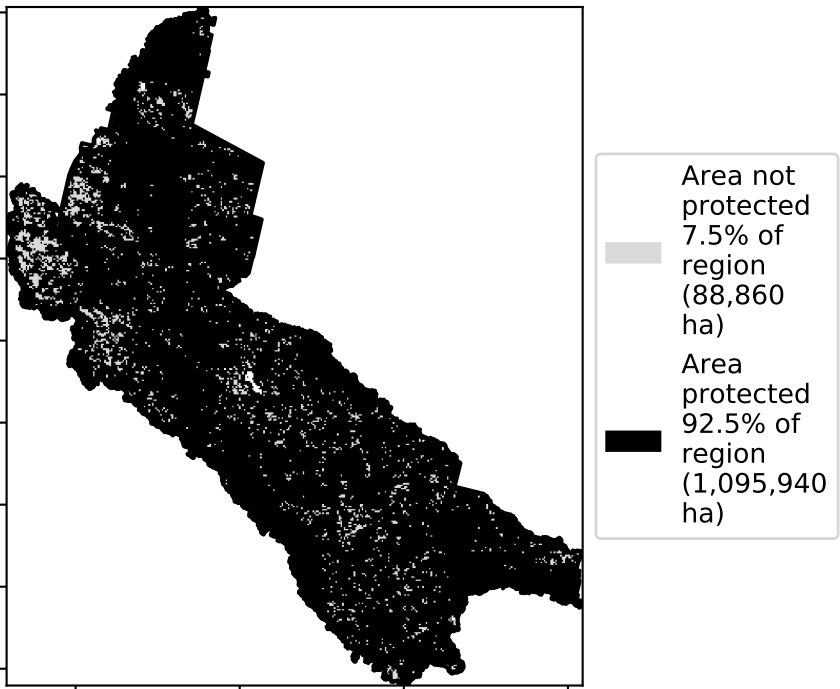 Area not
protected
7.5% of
region
(88,860
ha)
Area
protected
92.5% of
region
(1,095,940
ha)